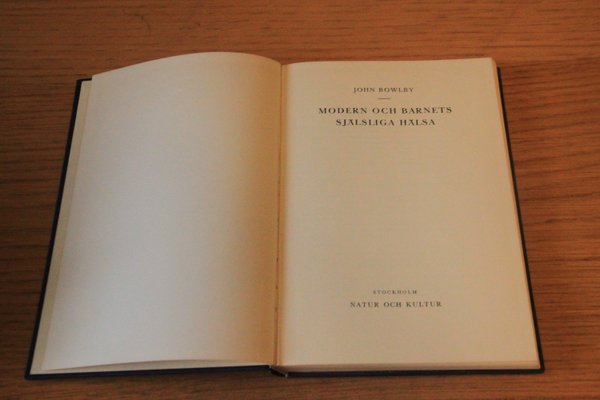 JOHN BOWLBY
MODERN OCH BARNETS
SJÄLSLIGA HÄLSA
STOCKHOLM
NATUR OCH KULTUR